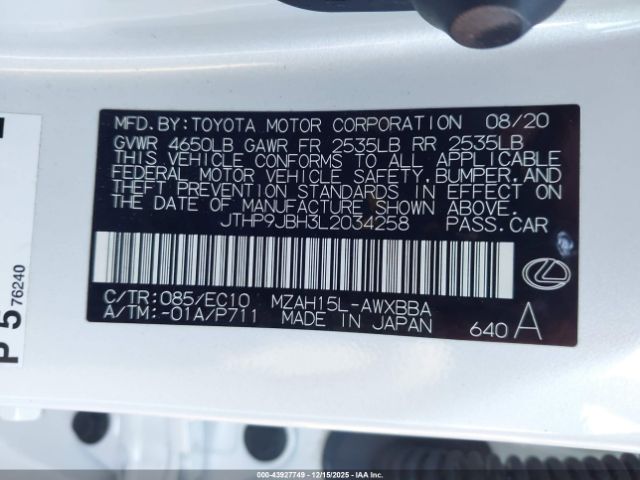 MFD.BY:TOYOTA MOTOR CORPORATION 08/20
GVWR 4650LB GAWR FR 2535LB RR 2535LB
THIS VEHICLE CONFORMS TO ALL APPLICABLE
FEDERAL MOTOR VEHICLE SAFETY,BUMPER,AND
THEFT PREVENTION STANDARDS IN EFFECT ON
THE DATE OF MANUFACTURE SHOWN ABOVE.
JTHP9JBH3L2034258 PASS.CAR
C/TR:085/EC10 MZAH15L-AWXBBA
A/TM:-01A/P711 MADE IN JAPAN 640 A
P 5 76240
000-43927749 - 12/15/2025 - IAA Inc.